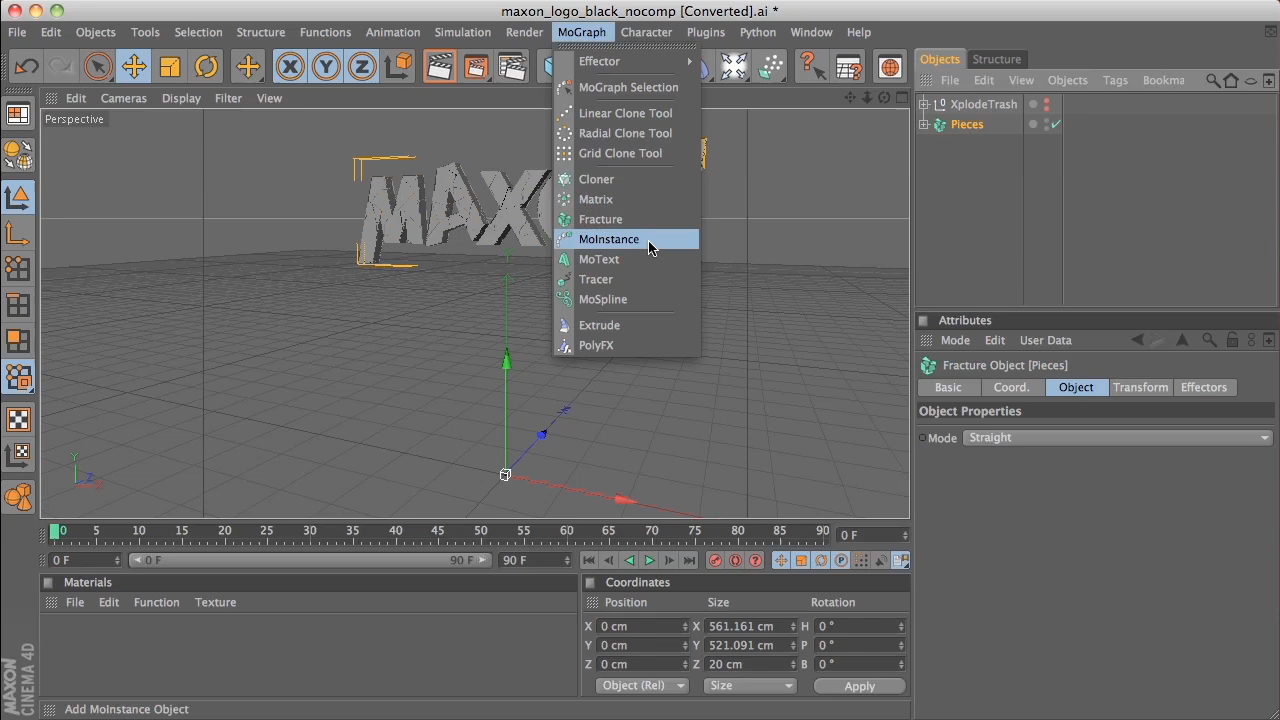 maxon_logo_black_nocomp [Converted].ai *
File Edit Objects Tools Selection Structure Functions Animation Simulation Render MoGraph Character Plugins Python Window Help
Edit Cameras Display Filter View
Perspective
MAXO
Effector
MoGraph Selection
Linear Clone Tool
Radial Clone Tool
Grid Clone Tool
Cloner
Matrix
Fracture
MoInstance
MoText
Tracer
MoSpline
Extrude
PolyFX
Objects Structure
File Edit View Objects Tags Bookma
XplodeTrash
Pieces
Attributes
Mode Edit User Data
Fracture Object [Pieces]
Basic Coord. Object Transform Effectors
Object Properties
Mode Straight
Y
Z
X
0 5 10 15 20 25 30 35 40 45 50 55 60 65 70 75 80 85 90 0 F
0 F 0 F 90 F 90 F
Materials
File Edit Function Texture
Coordinates
Position Size Rotation
X 0 cm X 561.161 cm H 0 °
Y 0 cm Y 521.091 cm P 0 °
Z 0 cm Z 20 cm B 0 °
Object (Rel) Size Apply
MAXON
CINEMA 4D
Add MoInstance Object